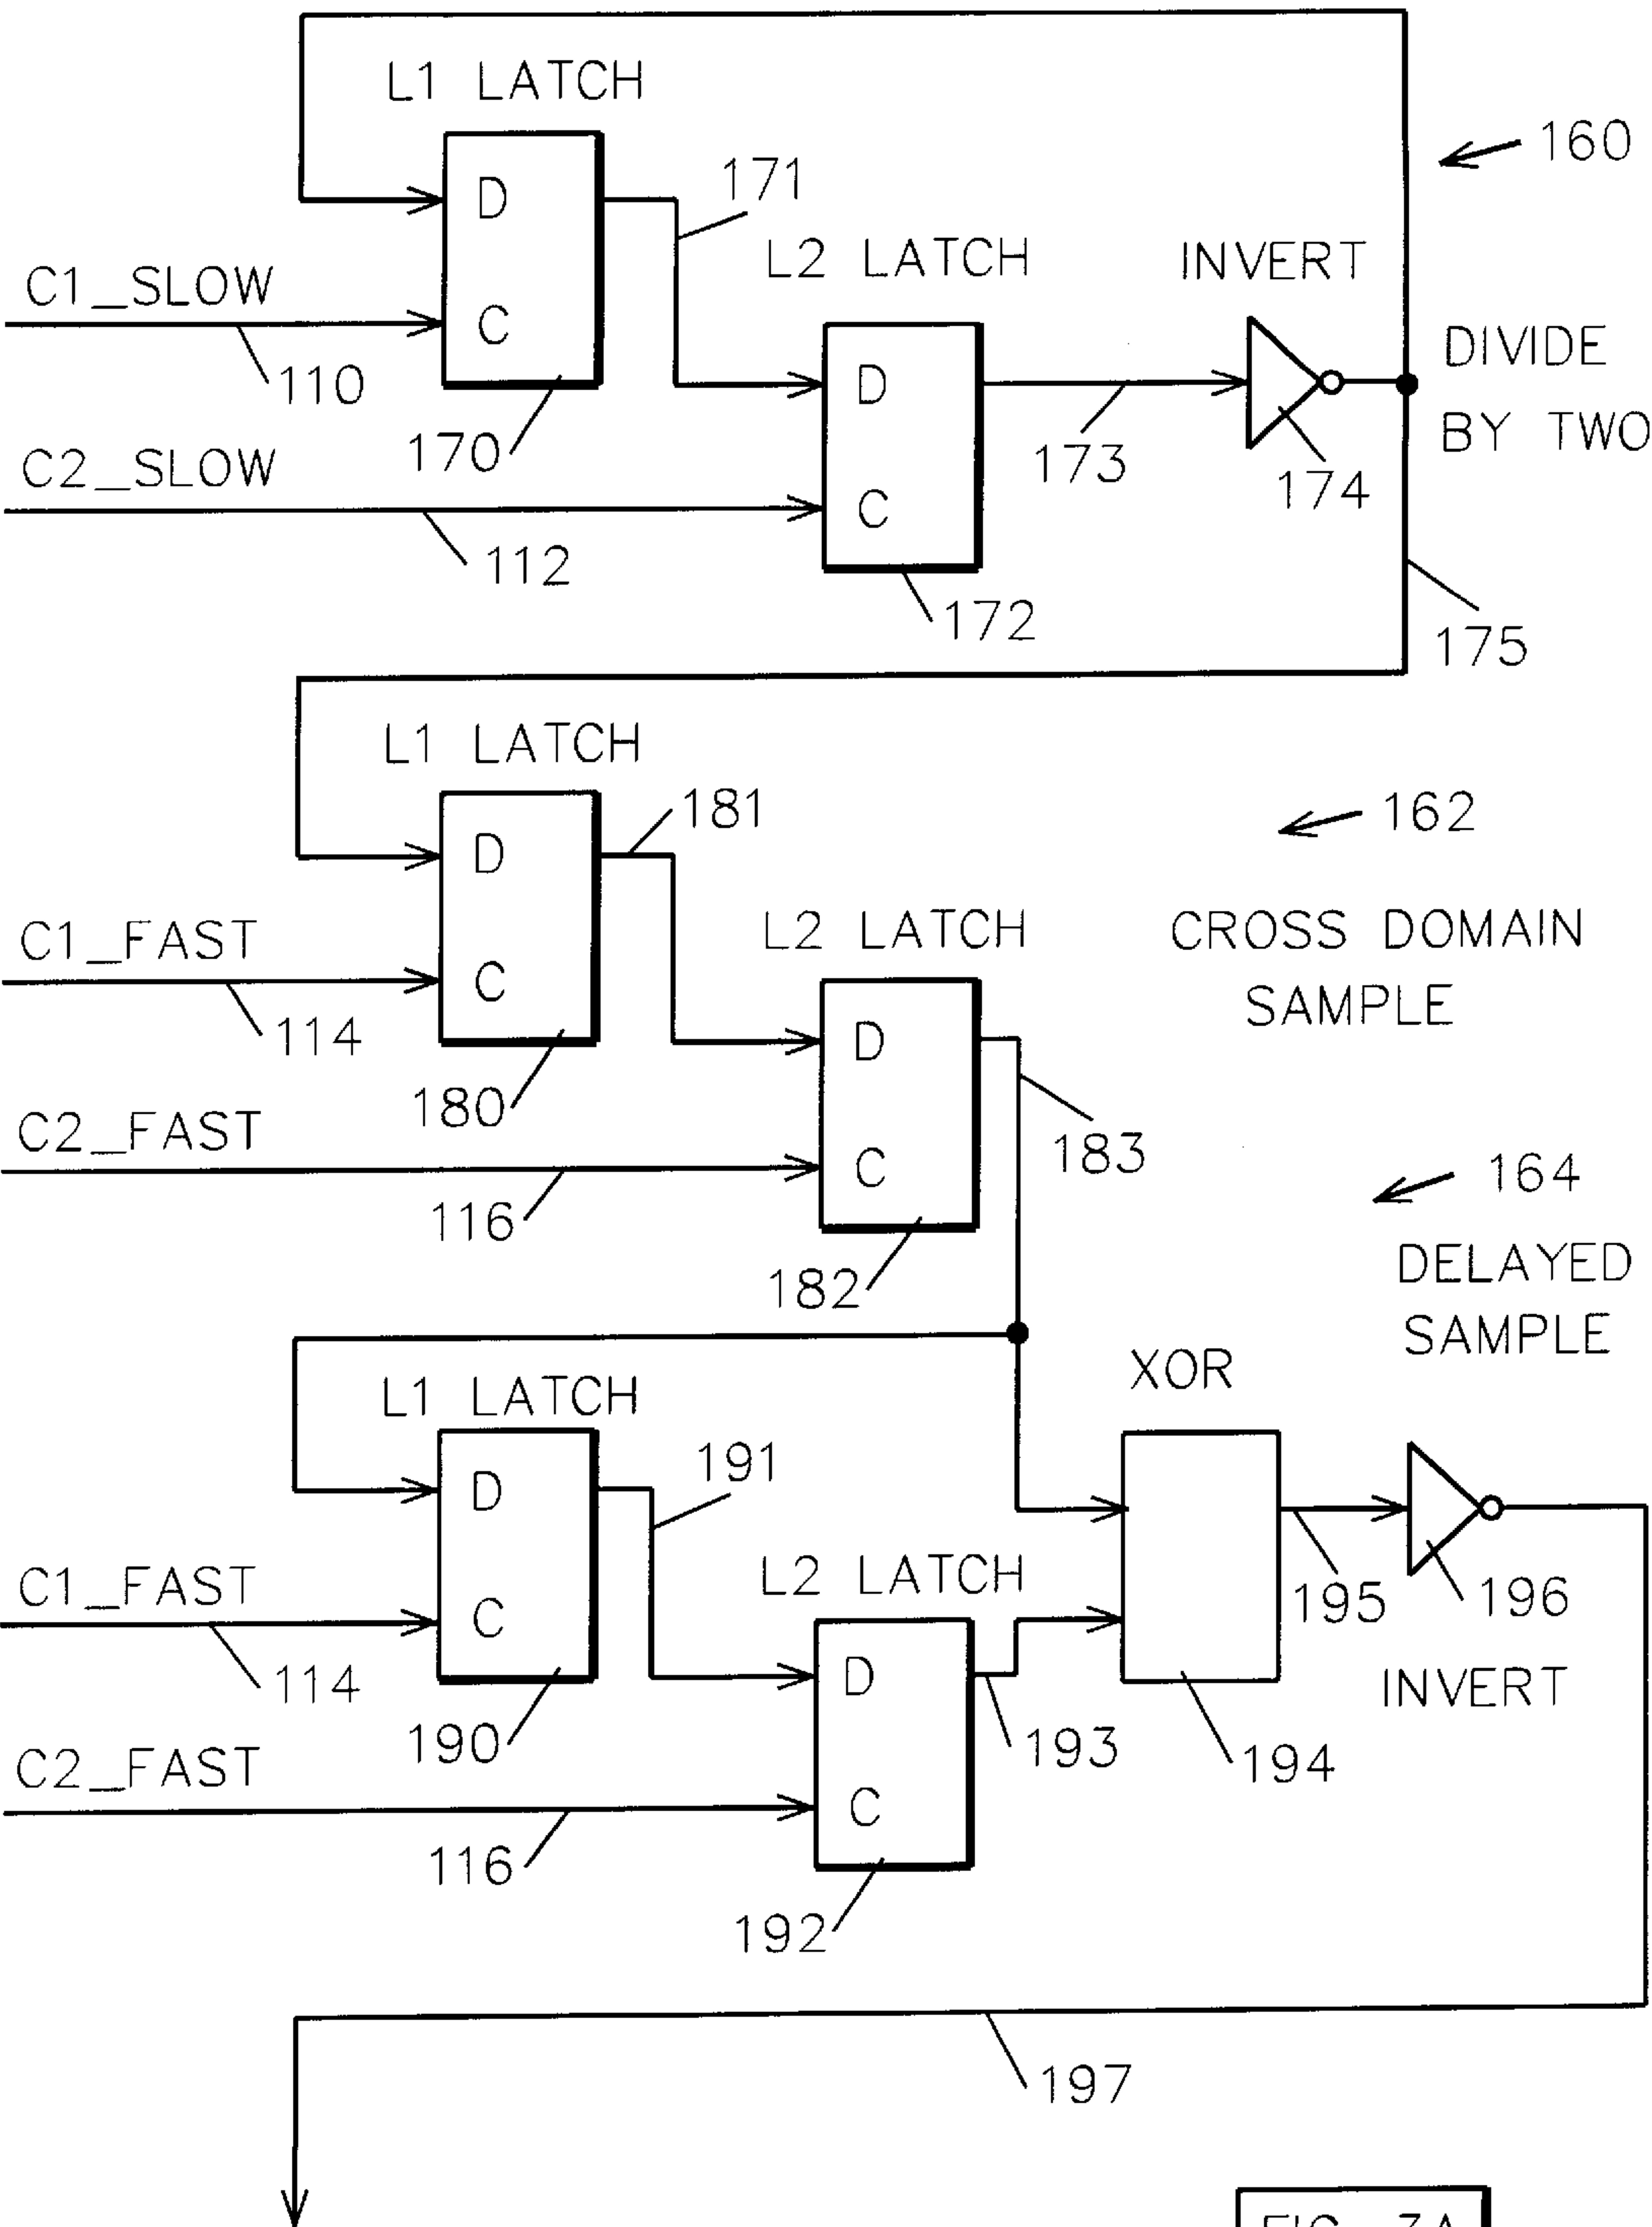 L1 LATCH
160
D
171
L2 LATCH
INVERT
C1_SLOW
C
110
D
DIVIDE
BY TWO
170
C2_SLOW
173
174
C
112
172
175
L1 LATCH
181
162
D
L2 LATCH
CROSS DOMAIN
SAMPLE
C1_FAST
C
114
D
180
C2_FAST
183
C
164
116
DELAYED
SAMPLE
182
XOR
L1 LATCH
191
D
L2 LATCH
C1_FAST
C
195
196
D
114
INVERT
190
193
194
C2_FAST
C
116
192
197
FIG. 3A